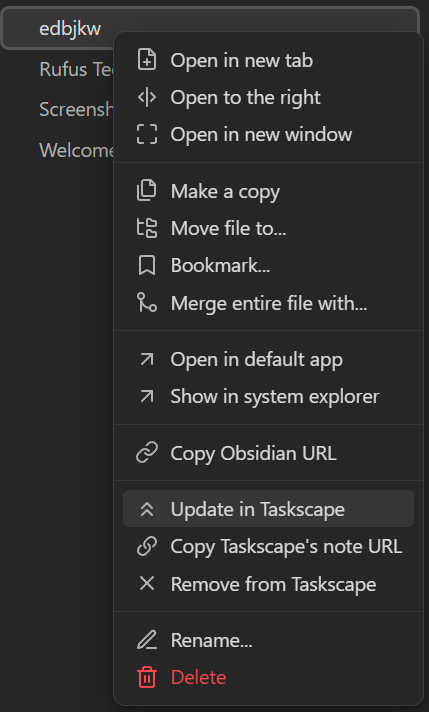 edbjkw
Rufus
Welcome
Open in new tab
Open to the right
Open in new window
Make a copy
Move file to...
Bookmark...
Merge entire file with...
Open in default app
Show in system explorer
Copy Obsidian URL
Update in Taskscape
Copy Taskscape's note URL
Remove from Taskscape
Rename...
Delete